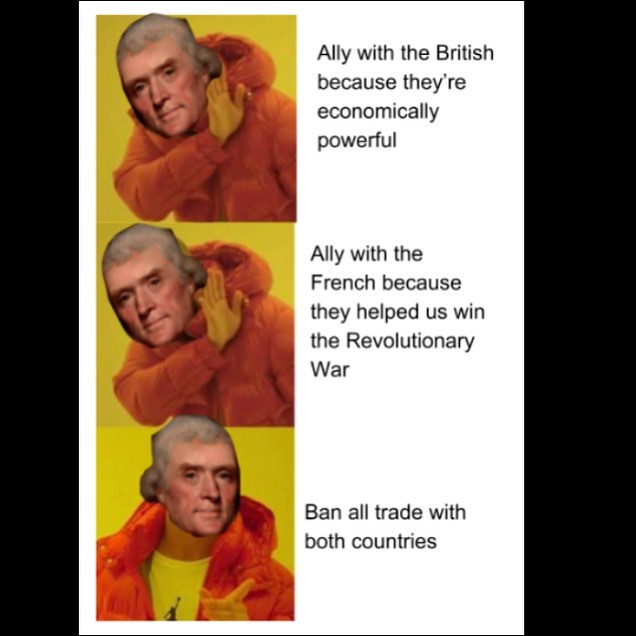 Ally with the British
because they're
economically
powerful
Ally with the
French because
they helped us win
the Revolutionary
War
Ban all trade with
both countries